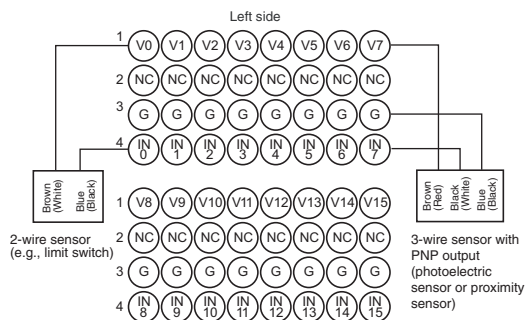 Left side
1 V0 V1 V2 V3 V4 V5 V6 V7
2 NC NC NC NC NC NC NC NC
3 G G G G G G G G
4 IN 0 IN 1 IN 2 IN 3 IN 4 IN 5 IN 6 IN 7
Brown (White)
Blue (Black)
2-wire sensor
(e.g., limit switch)
Brown (Red)
Black (White)
Blue (Black)
3-wire sensor with
PNP output
(photoelectric
sensor or proximity
sensor)
1 V8 V9 V10 V11 V12 V13 V14 V15
2 NC NC NC NC NC NC NC NC
3 G G G G G G G G
4 IN 8 IN 9 IN 10 IN 11 IN 12 IN 13 IN 14 IN 15